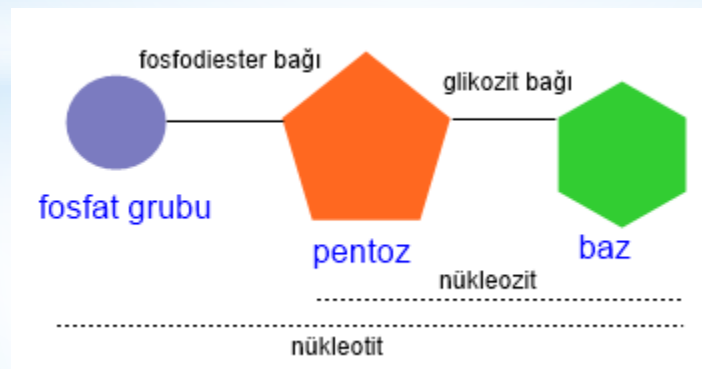 fosfodiester bağı
glikozit bağı
fosfat grubu
pentoz
baz
nükleozit
nükleotit